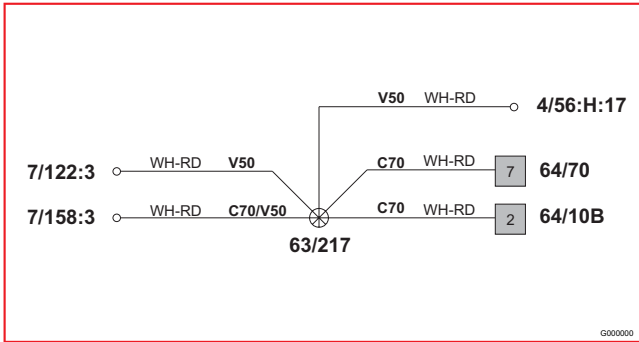 V50 WH-RD 4/56:H:17
7/122:3 WH-RD V50 C70 WH-RD 7 64/70
7/158:3 WH-RD C70/V50 C70 WH-RD 2 64/10B
63/217
G000000